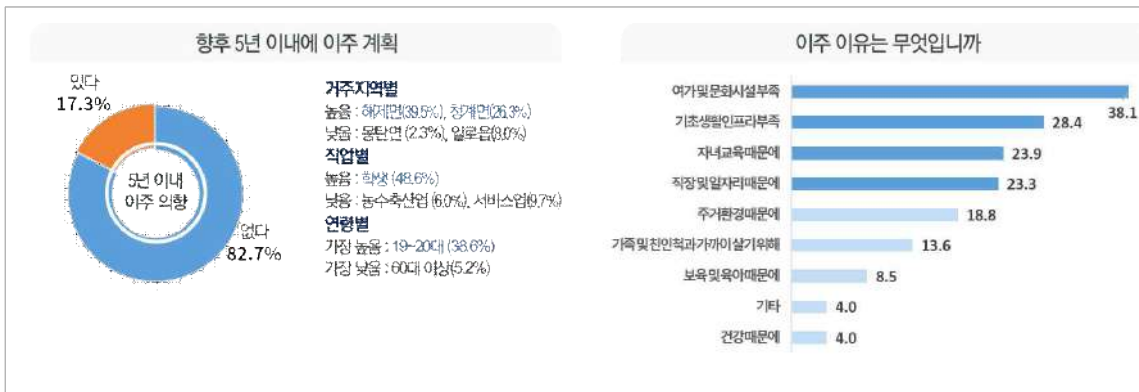 향후 5년 이내에 이주 계획
있다
17.3%
5년 이내
이주 의향
없다
82.7%
거주지역별
높음 : 해제면(39.5%), 청계면(26.3%)
낮음 : 몽탄면 (2.3%), 일로읍(8.0%)
직업별
높음 : 학생 (48.6%)
낮음 : 농수축산업 (6.0%), 서비스업(9.7%)
연령별
가장 높음 : 19~20대 (38.6%)
가장 낮음 : 60대 이상(5.2%)
이주 이유는 무엇입니까
여가및문화시설부족 38.1
기초생활인프라부족 28.4
자녀교육때문에 23.9
직장및일자리때문에 23.3
주거환경때문에 18.8
가족및친인척과가까이살기위해 13.6
보육및육아때문에 8.5
기타 4.0
건강때문에 4.0